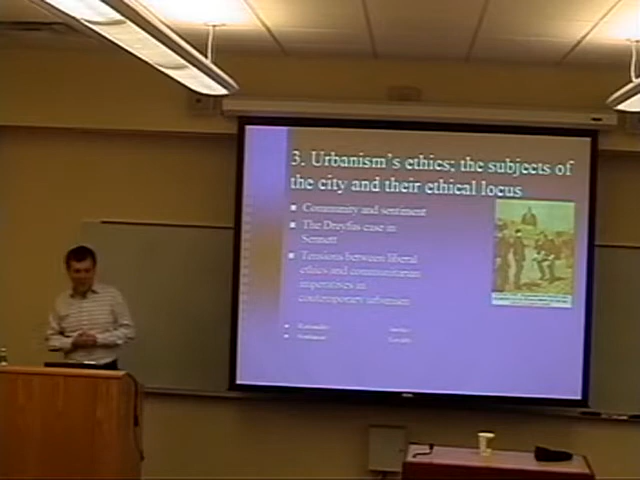 3. Urbanism's ethics; the subjects of
the city and their ethical locus
Community and sentiment
The Dreyfus case in
Sennett
Tensions between liberal
ethics and communitarian
imperatives in
contemporary urbanism